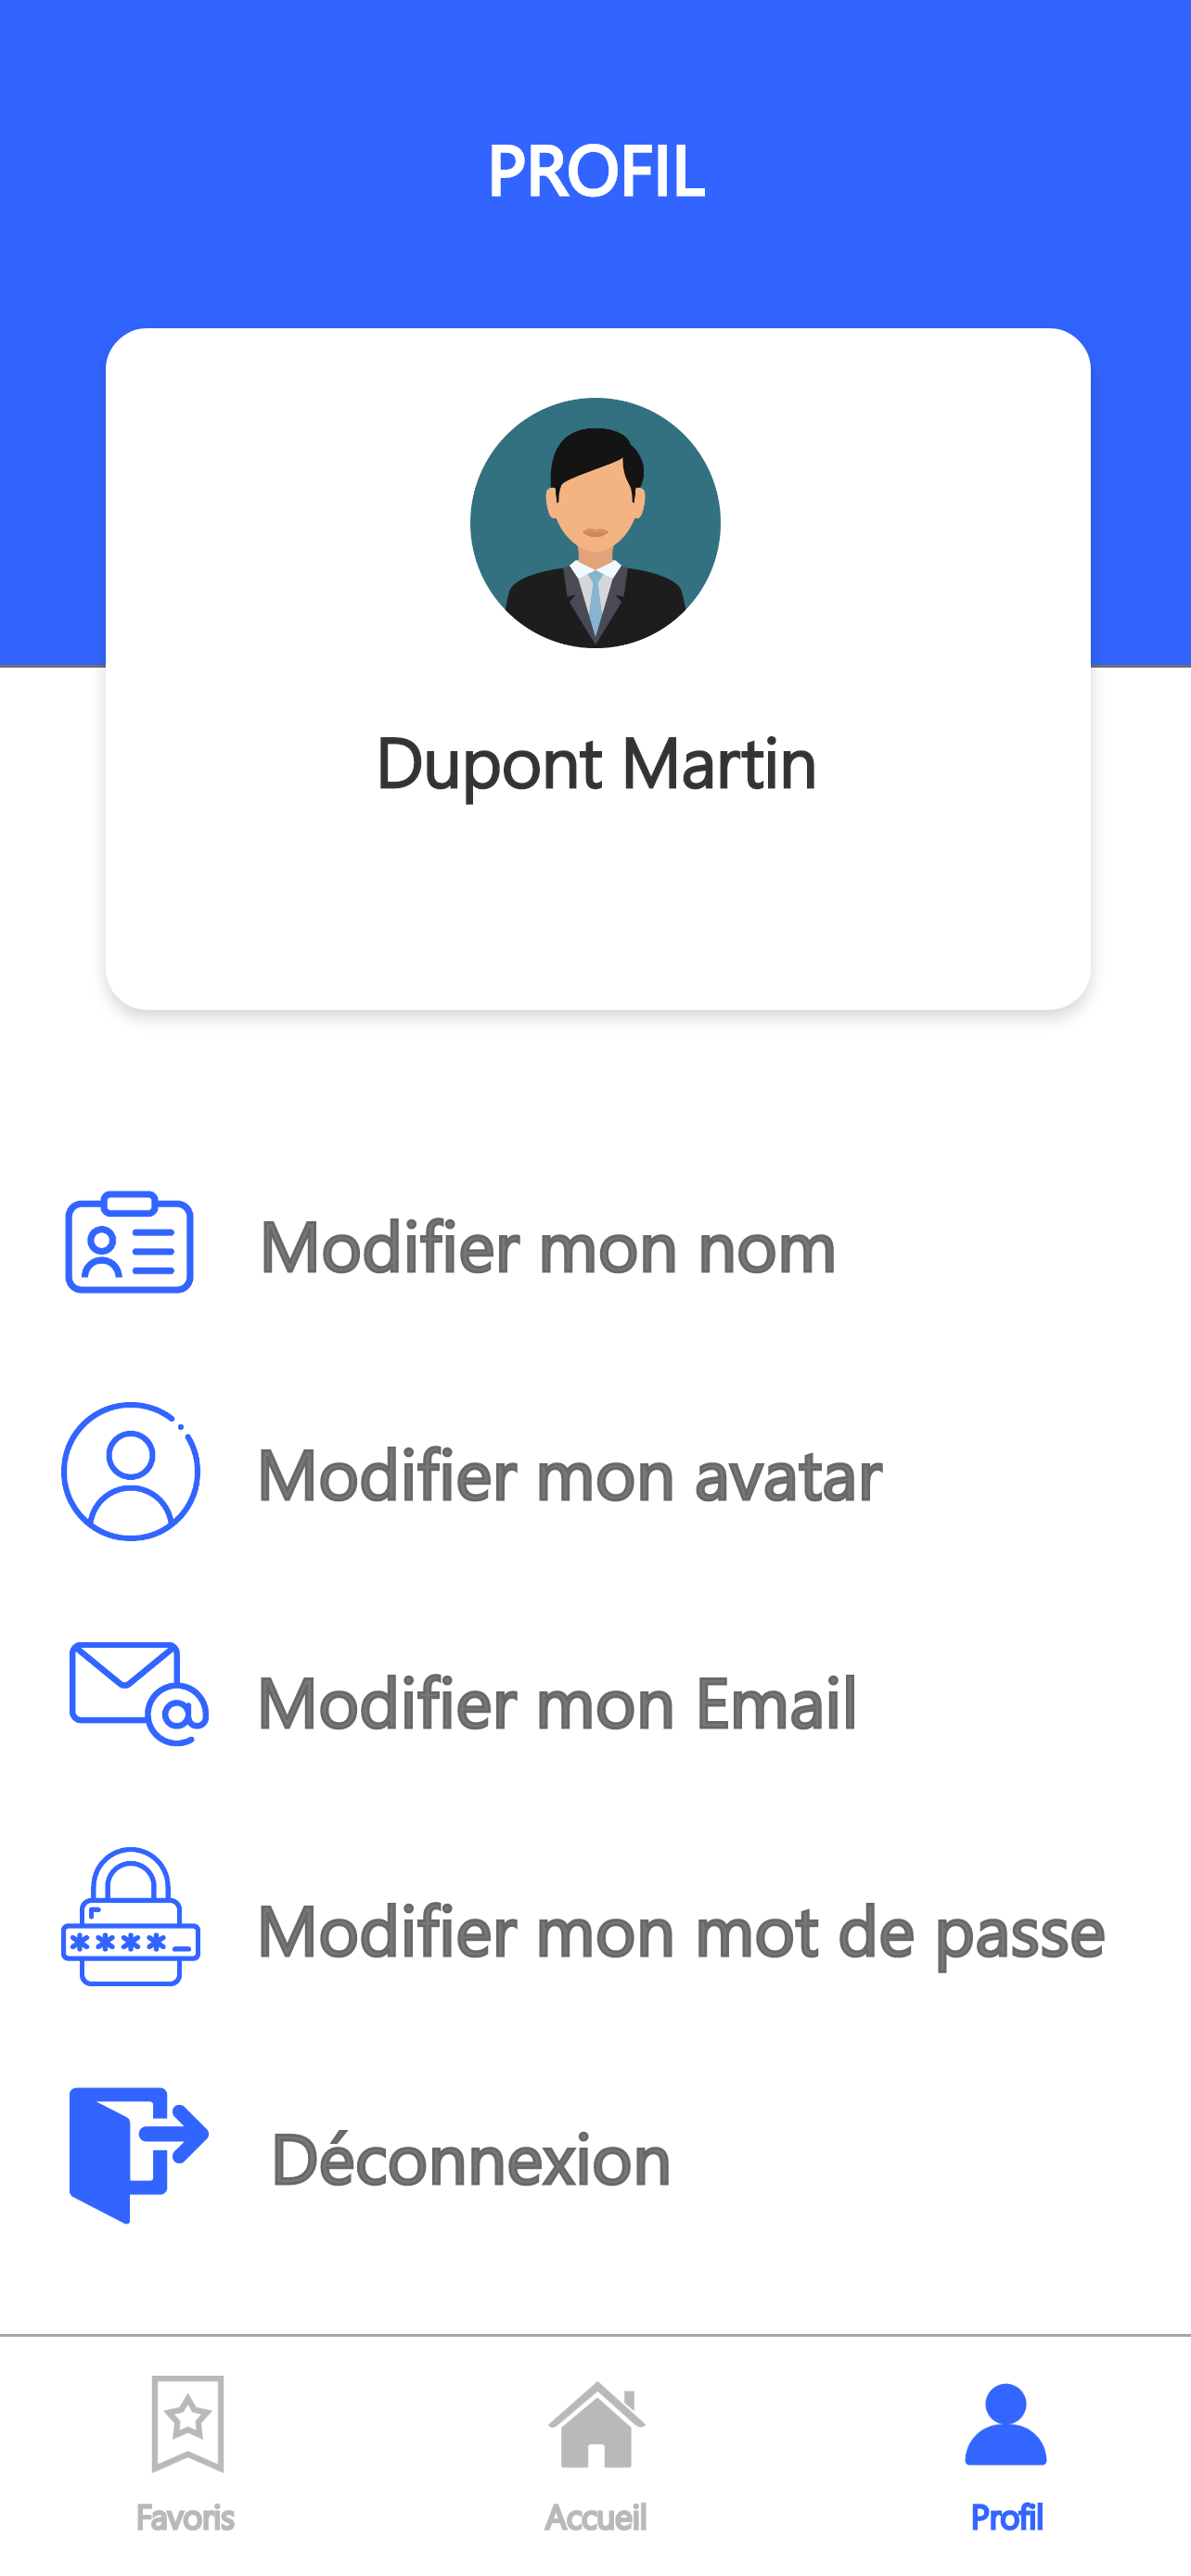 PROFIL
Dupont Martin
Modifier mon nom
Modifier mon avatar
Modifier mon Email
Modifier mon mot de passe
Déconnexion
Favoris
Accueil
Profil